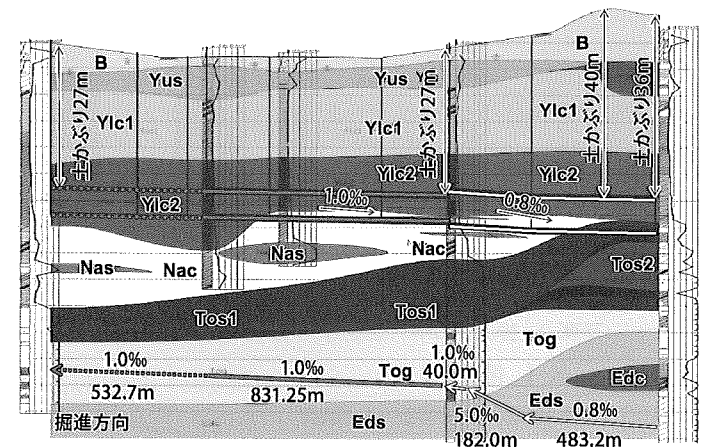 B
B
Yus
Yus
土かぶり27m
土かぶり27m
土かぶり40m
土かぶり36m
Ylc1
Ylc1
Ylc1
Ylc2
Ylc2
Ylc2
1.0‰
0.8‰
Nas
Nac
Nas
Nac
Tos2
Tos1
Tos1
Tog
Tog
1.0‰
532.7m
1.0‰
831.25m
1.0‰
40.0m
5.0‰
182.0m
0.8‰
483.2m
Eds
Eds
Edc
掘進方向